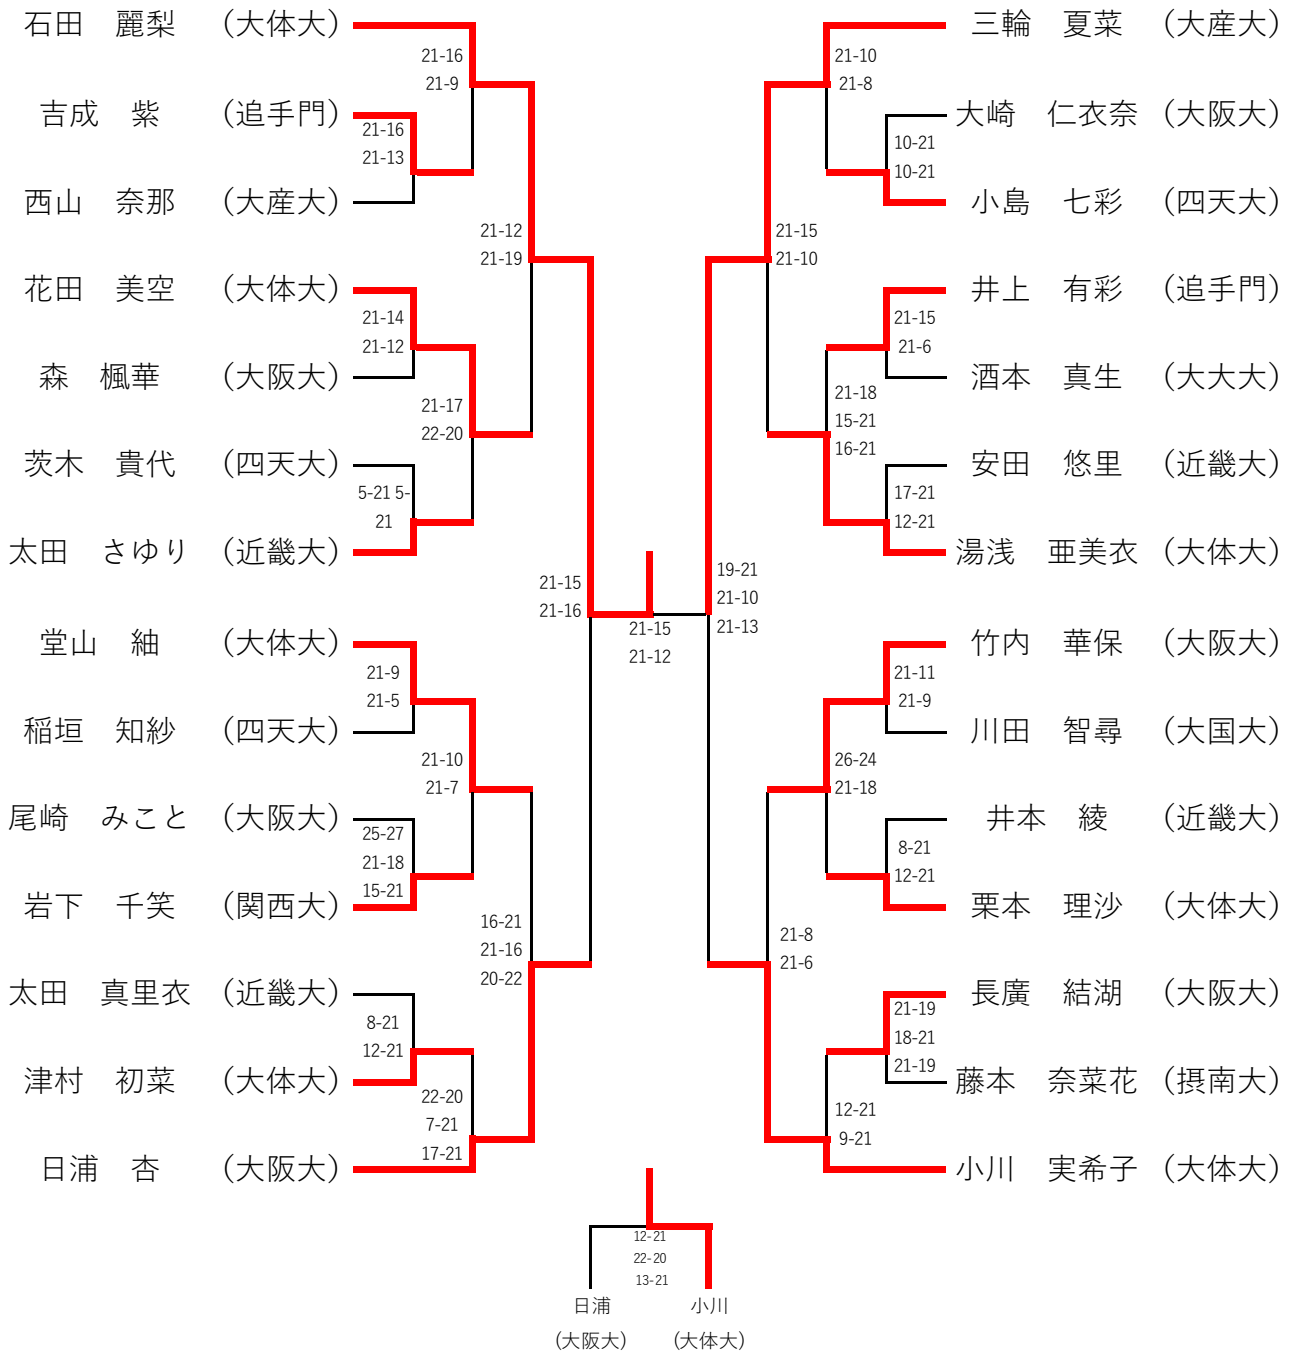 石田　麗梨　（大体大）
21-16
21-9
吉成　紫　（追手門）
21-16
21-13
西山　奈那　（大産大）
21-12
21-19
花田　美空　（大体大）
21-14
21-12
森　楓華　（大阪大）
21-17
22-20
茨木　貴代　（四天大）
5-21 5-
21
太田　さゆり　（近畿大）
21-15
21-16
堂山　紬　（大体大）
21-9
21-5
稲垣　知紗　（四天大）
21-10
21-7
尾崎　みこと　（大阪大）
25-27
21-18
15-21
岩下　千笑　（関西大）
16-21
21-16
20-22
太田　真里衣　（近畿大）
8-21
12-21
津村　初菜　（大体大）
22-20
7-21
17-21
日浦　杏　（大阪大）
21-15
21-12
三輪　夏菜　（大産大）
21-10
21-8
大崎　仁衣奈　（大阪大）
10-21
10-21
小島　七彩　（四天大）
21-15
21-10
井上　有彩　（追手門）
21-15
21-6
酒本　真生　（大大大）
21-18
15-21
16-21
安田　悠里　（近畿大）
17-21
12-21
湯浅　亜美衣　（大体大）
19-21
21-10
21-13
竹内　華保　（大阪大）
21-11
21-9
川田　智尋　（大国大）
26-24
21-18
井本　綾　（近畿大）
8-21
12-21
栗本　理沙　（大体大）
21-8
21-6
長廣　結湖　（大阪大）
21-19
18-21
21-19
藤本　奈菜花　（摂南大）
12-21
9-21
小川　実希子　（大体大）
12-21
22-20
13-21
日浦
（大阪大）
小川
（大体大）